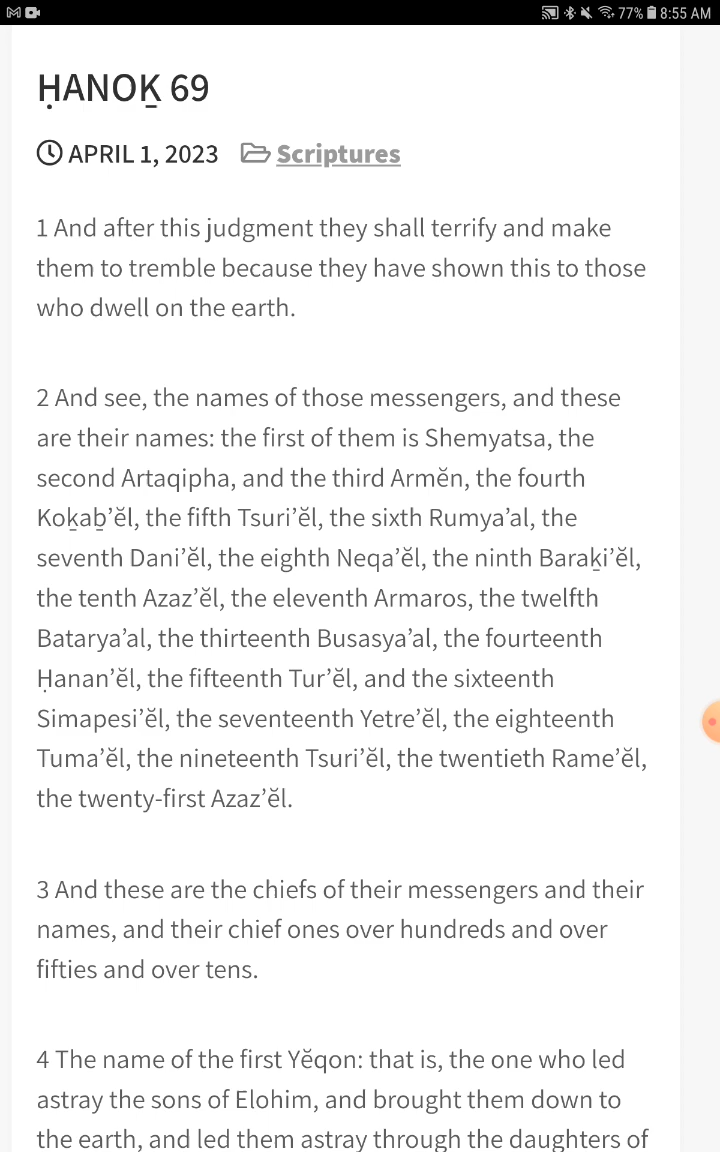 77% 8:55 AM
ḤANOḴ 69
APRIL 1, 2023 Scriptures
1 And after this judgment they shall terrify and make
them to tremble because they have shown this to those
who dwell on the earth.
2 And see, the names of those messengers, and these
are their names: the first of them is Shemyatsa, the
second Artaqipha, and the third Armĕn, the fourth
Koḵaḇ’ĕl, the fifth Tsuri’ĕl, the sixth Rumya’al, the
seventh Dani’ĕl, the eighth Neqa’ĕl, the ninth Baraḵi’ĕl,
the tenth Azaz’ĕl, the eleventh Armaros, the twelfth
Batarya’al, the thirteenth Busasya’al, the fourteenth
Ḥanan’ĕl, the fifteenth Tur’ĕl, and the sixteenth
Simapesi’ĕl, the seventeenth Yetre’ĕl, the eighteenth
Tuma’ĕl, the nineteenth Tsuri’ĕl, the twentieth Rame’ĕl,
the twenty-first Azaz’ĕl.
3 And these are the chiefs of their messengers and their
names, and their chief ones over hundreds and over
fifties and over tens.
4 The name of the first Yĕqon: that is, the one who led
astray the sons of Elohim, and brought them down to
the earth, and led them astray through the daughters of